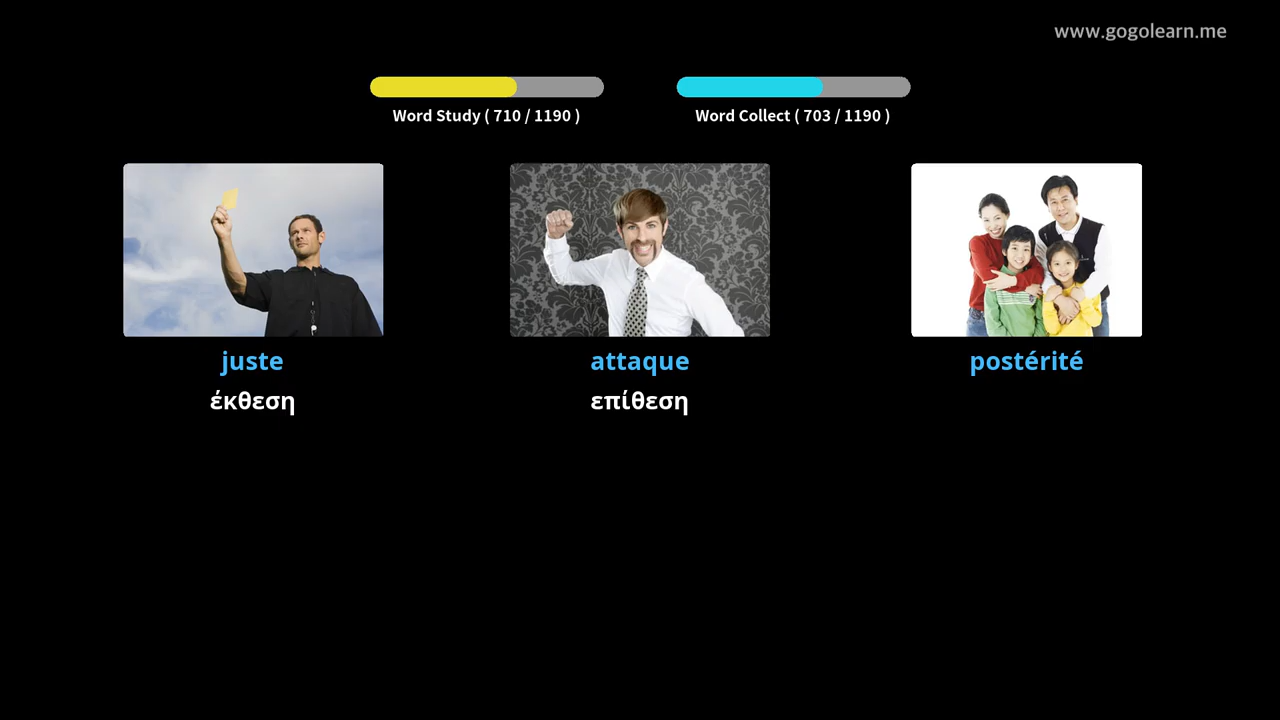 www.gogolearn.me
Word Study ( 710 / 1190 )
Word Collect ( 703 / 1190 )
juste
attaque
postérité
έκθεση
επίθεση